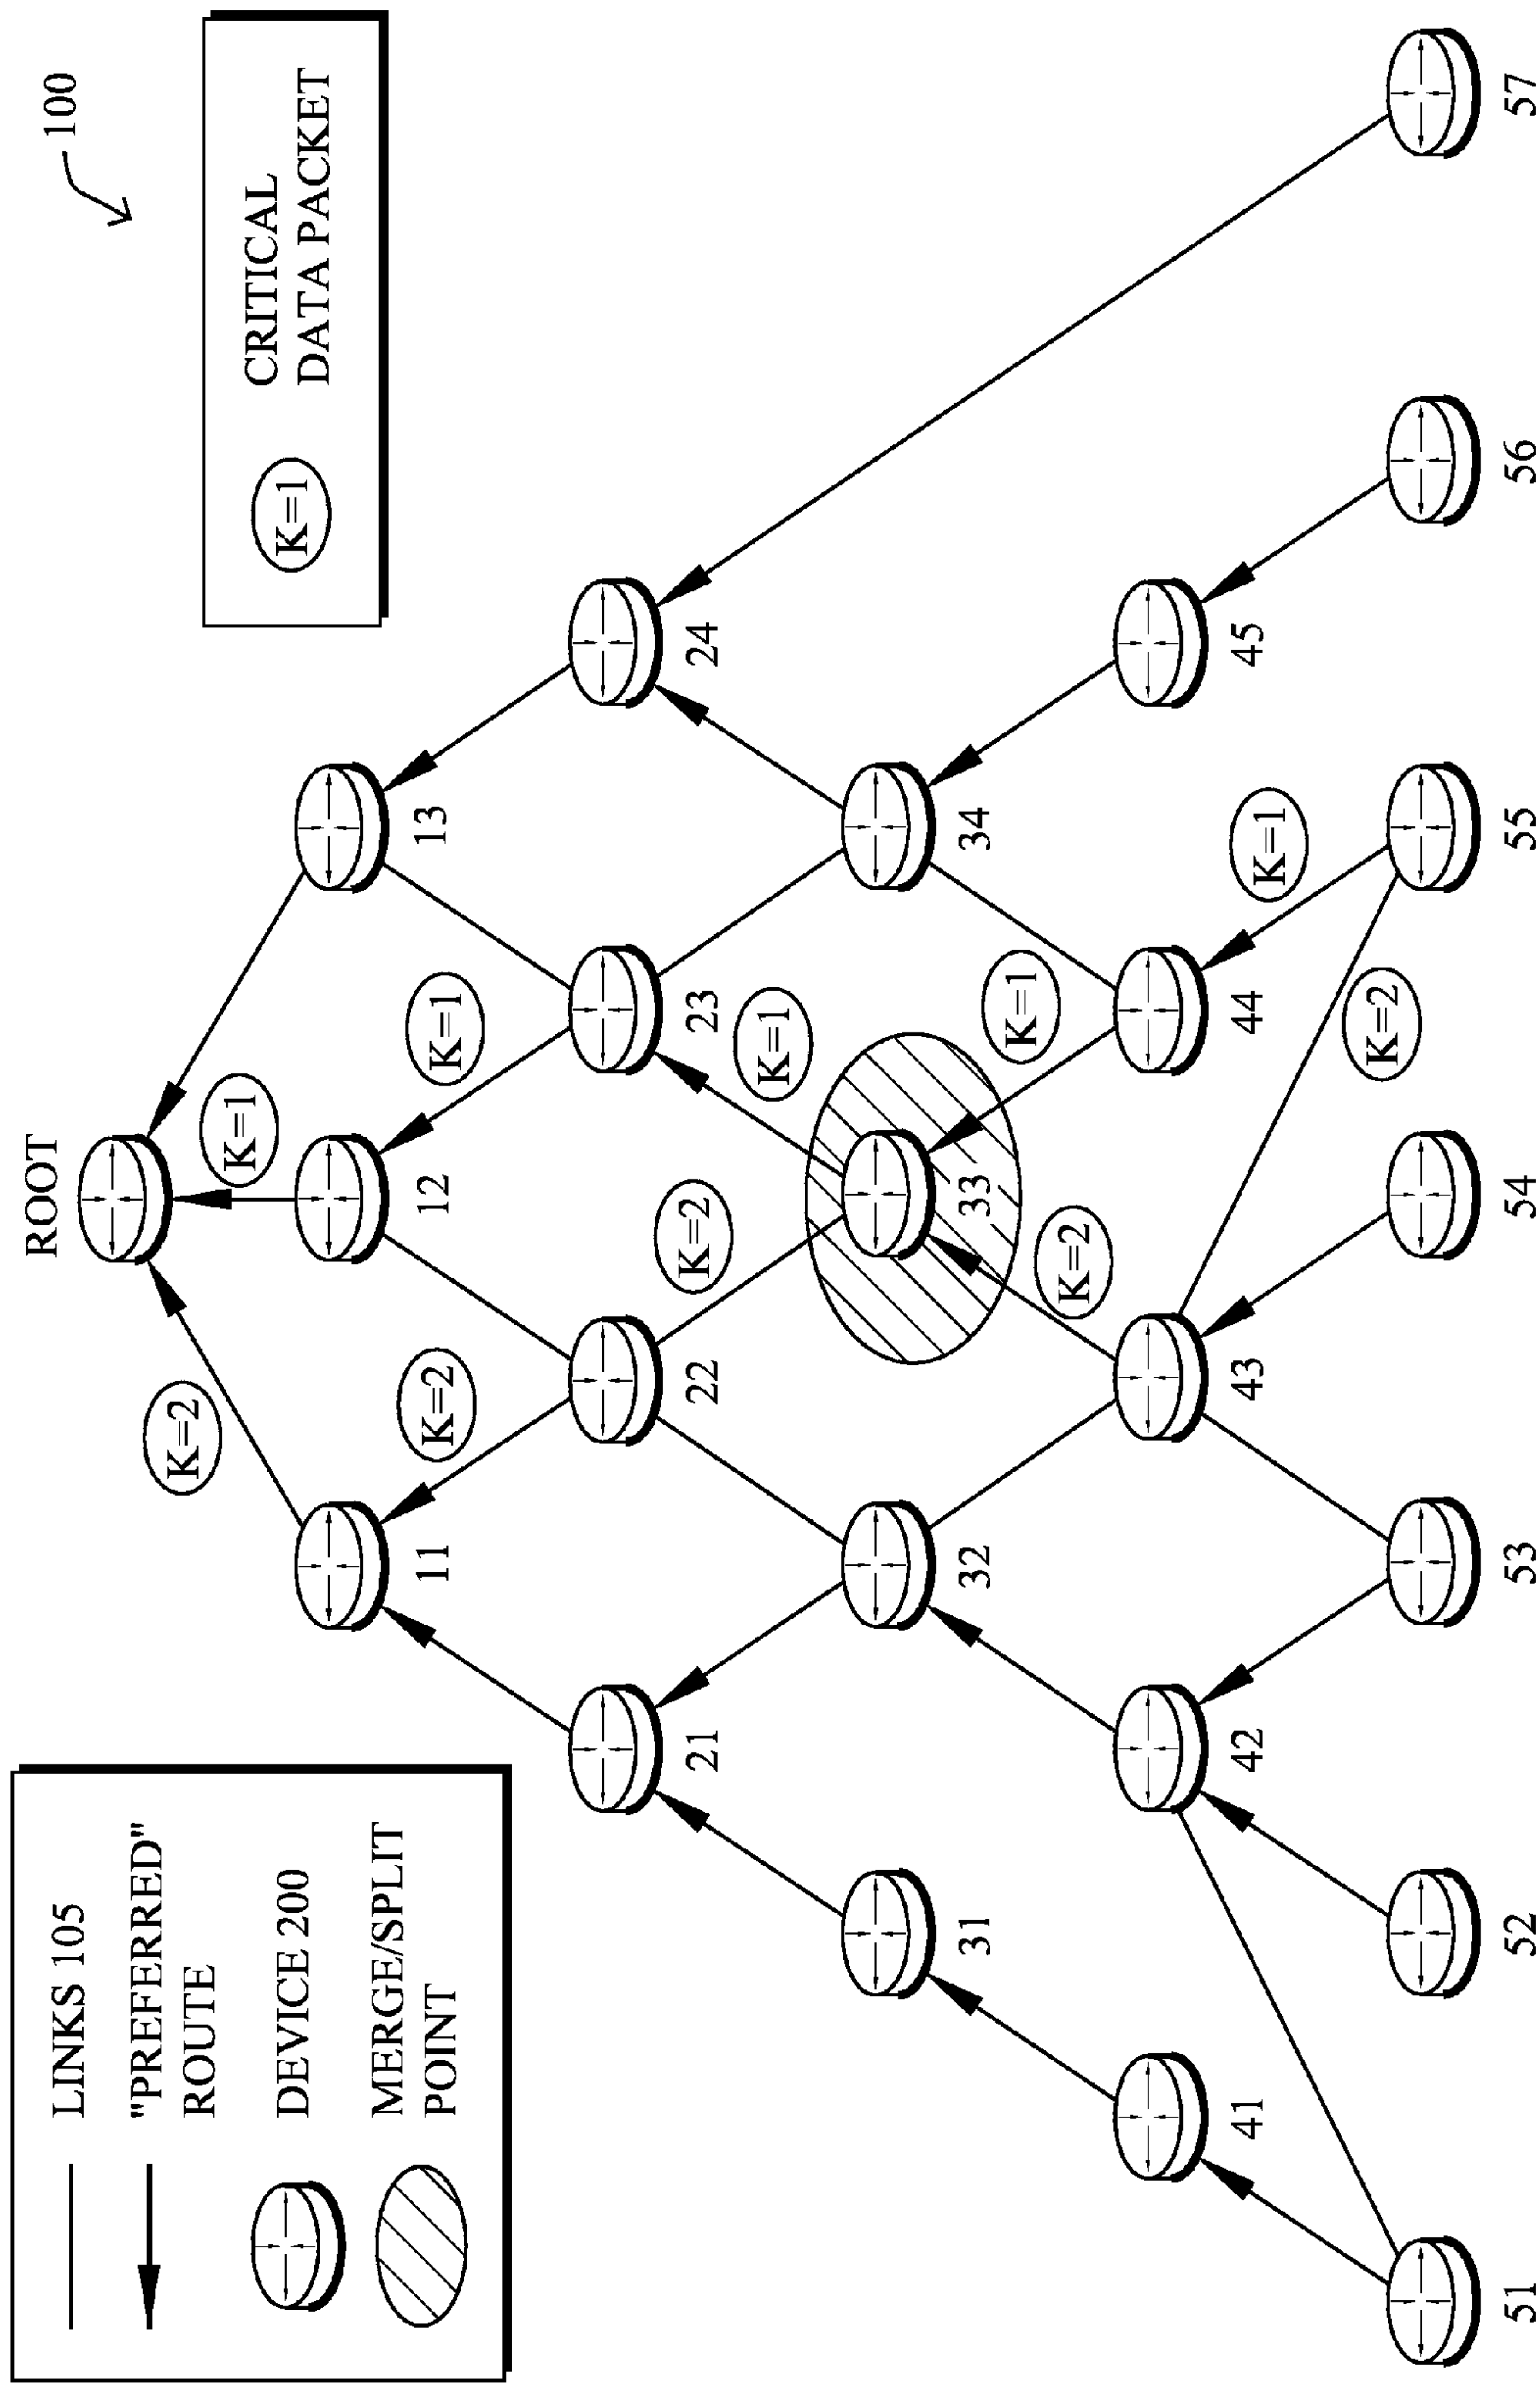 100
LINKS 105
"PREFERRED"
ROUTE
DEVICE 200
MERGE/SPLIT
POINT
ROOT
K=1
CRITICAL
DATA PACKET
K=2
K=1
11
12
13
K=2
K=1
21
22
23
24
K=2
K=1
31
32
33
34
K=2
K=1
41
42
43
44
45
K=2
K=1
51
52
53
54
55
56
57